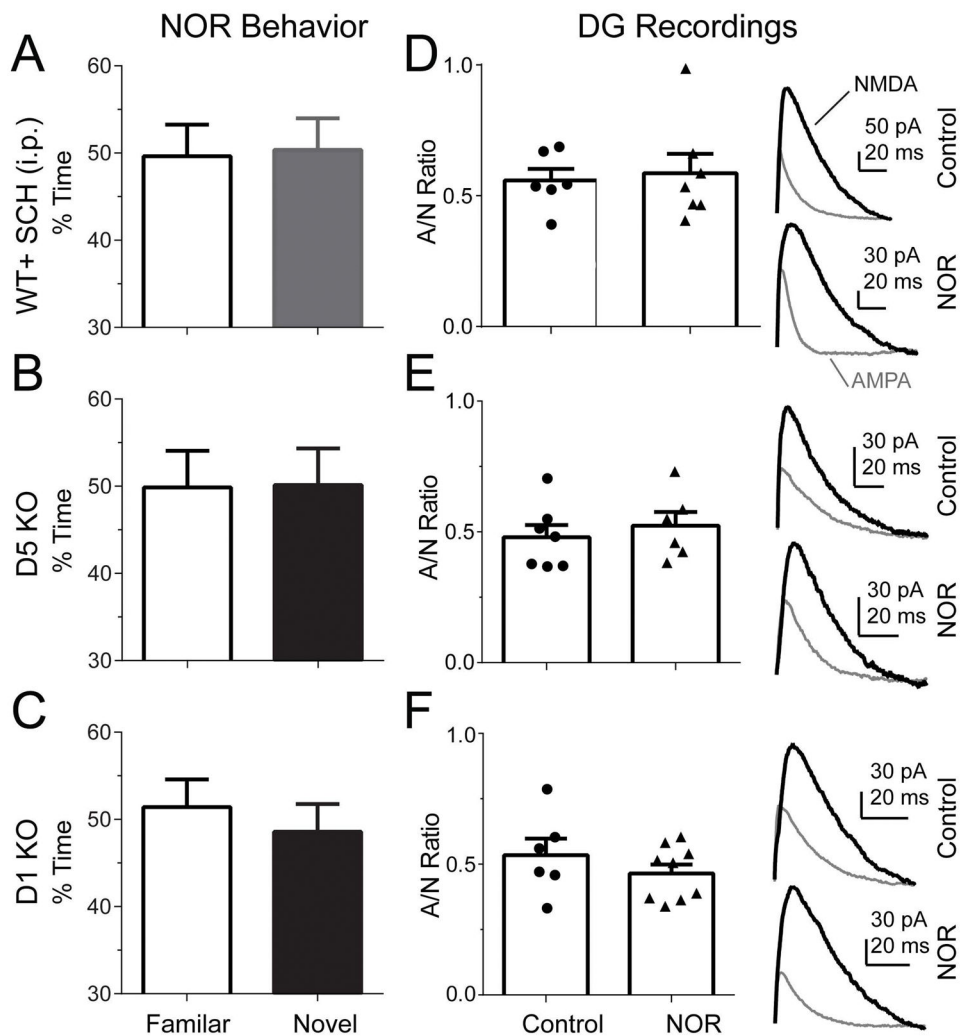 NOR Behavior
DG Recordings
A
WT+ SCH (i.p.)
% Time
60
50
40
30
D
A/N Ratio
1.0
0.5
0.0
NMDA
50 pA
20 ms
Control
30 pA
20 ms
NOR
AMPA
B
D5 KO
% Time
60
50
40
30
E
A/N Ratio
1.0
0.5
0.0
30 pA
20 ms
Control
30 pA
20 ms
NOR
C
D1 KO
% Time
60
50
40
30
Familar
Novel
F
A/N Ratio
1.0
0.5
0.0
Control
NOR
30 pA
20 ms
Control
30 pA
20 ms
NOR